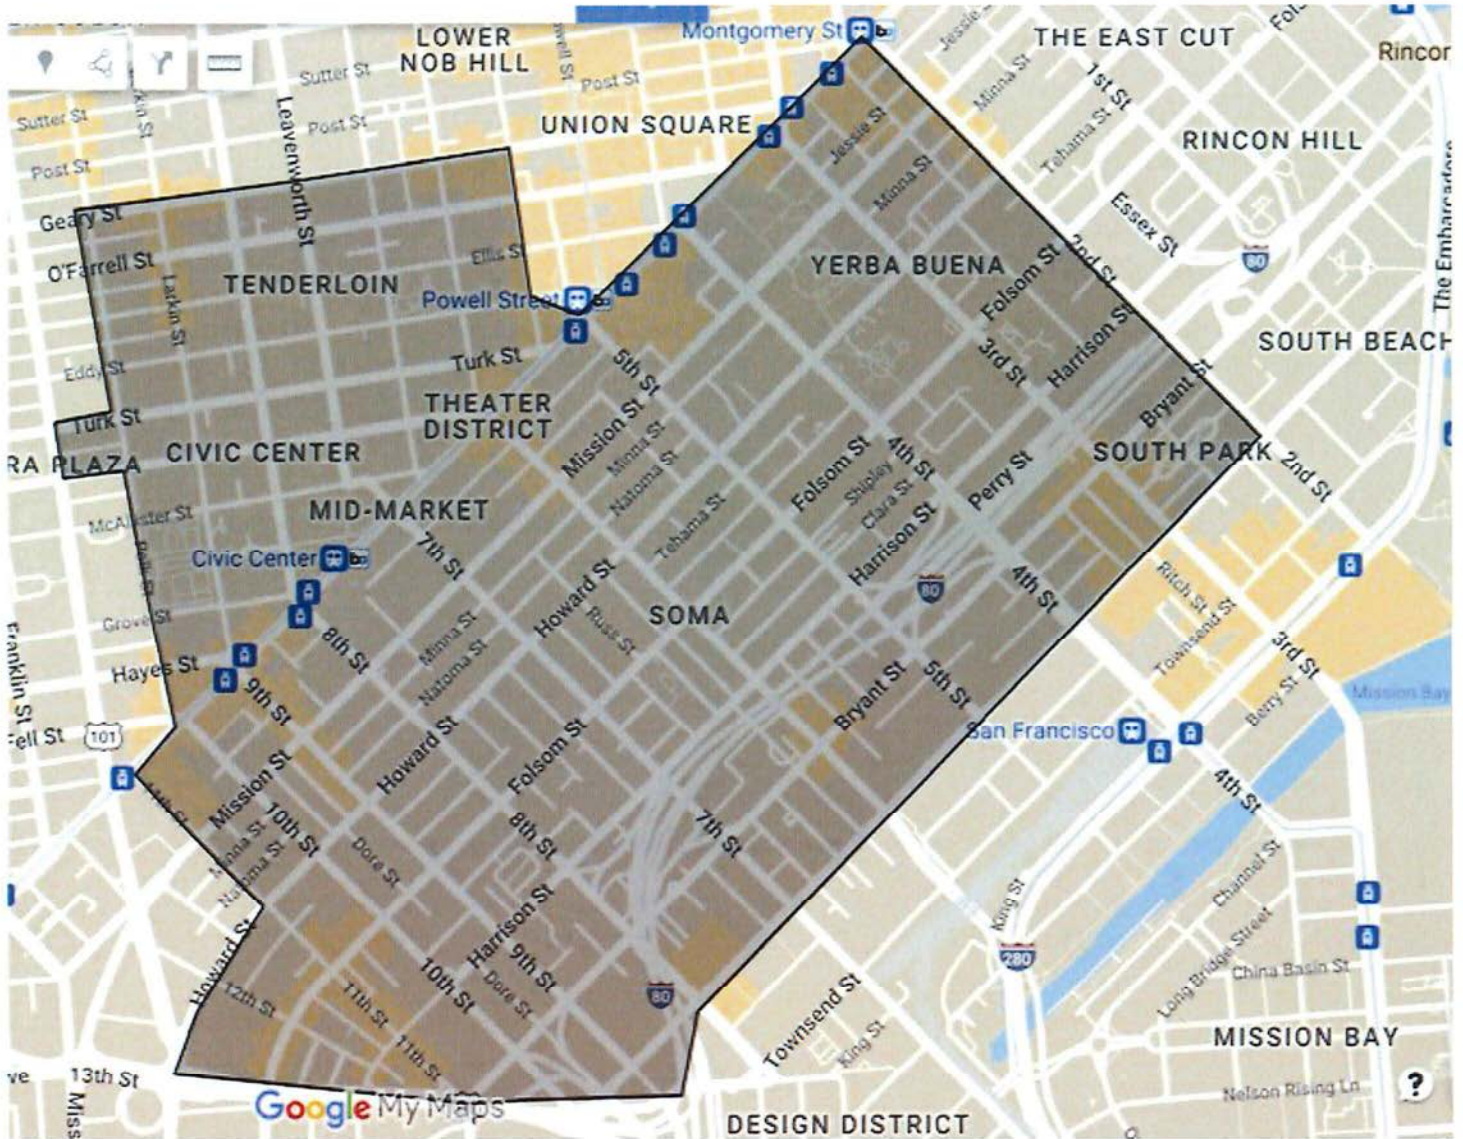 Montgomery St
LOWER
NOB HILL
THE EAST CUT
Rincor
Sutter St
Post St
1st St
Jessie
Minna St
Sutter St
Leavenworth St
Post St
UNION SQUARE
Jessie St
Tehama St
RINCON HILL
Post St
Minna St
Geary St
Essex St
The Embarcadero
O'Farrell St
Ellis St
YERBA BUENA
Folsom St
2nd St
80
TENDERLOIN
Larkin St
Powell Street
Harrison St
SOUTH BEACH
Turk St
5th St
3rd St
Eddy St
Bryant St
THEATER
DISTRICT
Mission St
Turk St
Minna St
Natoma St
Folsom St
4th St
SOUTH PARK
RA PLAZA
CIVIC CENTER
Shipley
Clara St
Perry St
2nd St
McAllister St
MID-MARKET
Tehama St
Harrison St
Civic Center
7th St
Howard St
80
4th St
Ritch St
Grove St
Minna St
Russ St
SOMA
Townsend St
Franklin St
Hayes St
8th St
Natoma St
5th St
3rd St
9th St
Bryant St
Berry St
Mission Bay
Fell St
101
Howard St
Folsom St
San Francisco
Mission St
4th St
10th St
8th St
7th St
Minna St
Natoma St
Dore St
Channel St
Howard St
Harrison St
9th St
King St
Long Bridge Street
12th St
11th St
10th St
Dore St
80
280
China Basin St
11th St
Townsend St
King St
MISSION BAY
ve
13th St
Miss
Google My Maps
Nelson Rising Ln
?
DESIGN DISTRICT